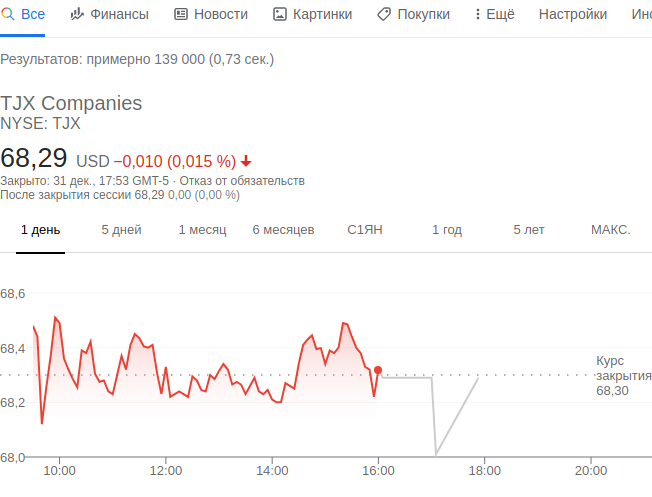 Все Финансы Новости Картинки Покупки Ещё Настройки Инс
Результатов: примерно 139 000 (0,73 сек.)
TJX Companies
NYSE: TJX
68,29 USD −0,010 (0,015 %)
Закрыто: 31 дек., 17:53 GMT-5 · Отказ от обязательств
После закрытия сессии 68,29 0,00 (0,00 %)
1 день 5 дней 1 месяц 6 месяцев С1ЯН 1 год 5 лет МАКС.
68,6
68,4
Курс
закрытия
68,30
68,2
68,0
10:00 12:00 14:00 16:00 18:00 20:00